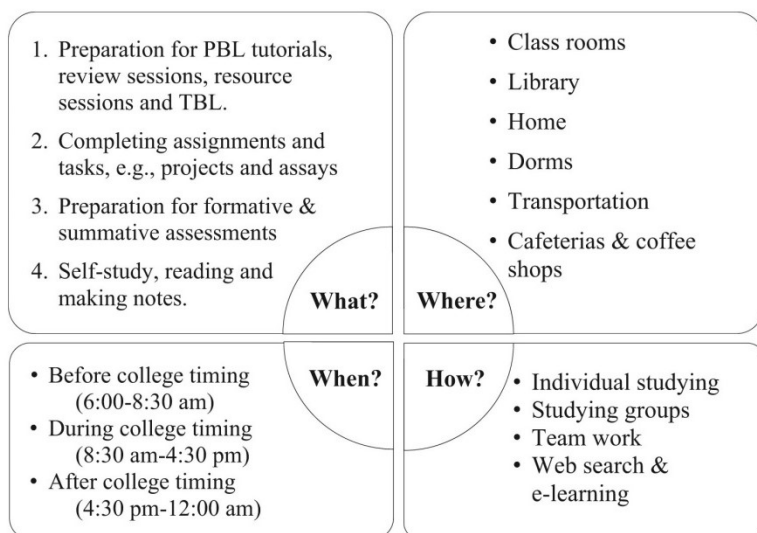 1. Preparation for PBL tutorials,
review sessions, resource
sessions and TBL.
2. Completing assignments and
tasks, e.g., projects and assays
3. Preparation for formative &
summative assessments
4. Self-study, reading and
making notes.
What?
• Class rooms
• Library
• Home
• Dorms
• Transportation
• Cafeterias & coffee
shops
Where?
• Before college timing
(6:00-8:30 am)
• During college timing
(8:30 am-4:30 pm)
• After college timing
(4:30 pm-12:00 am)
When?
How?
• Individual studying
• Studying groups
• Team work
• Web search &
e-learning